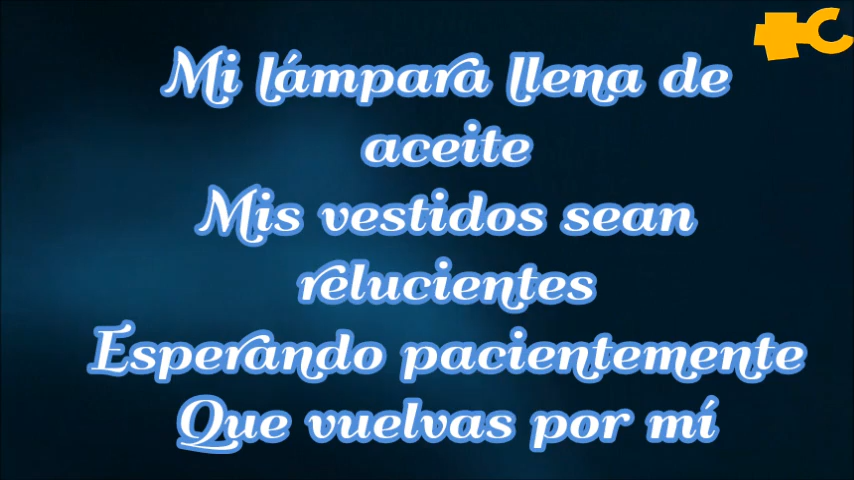 Mi lámpara llena de
aceite
Mis vestidos sean
relucientes
Esperando pacientemente
Que vuelvas por mí